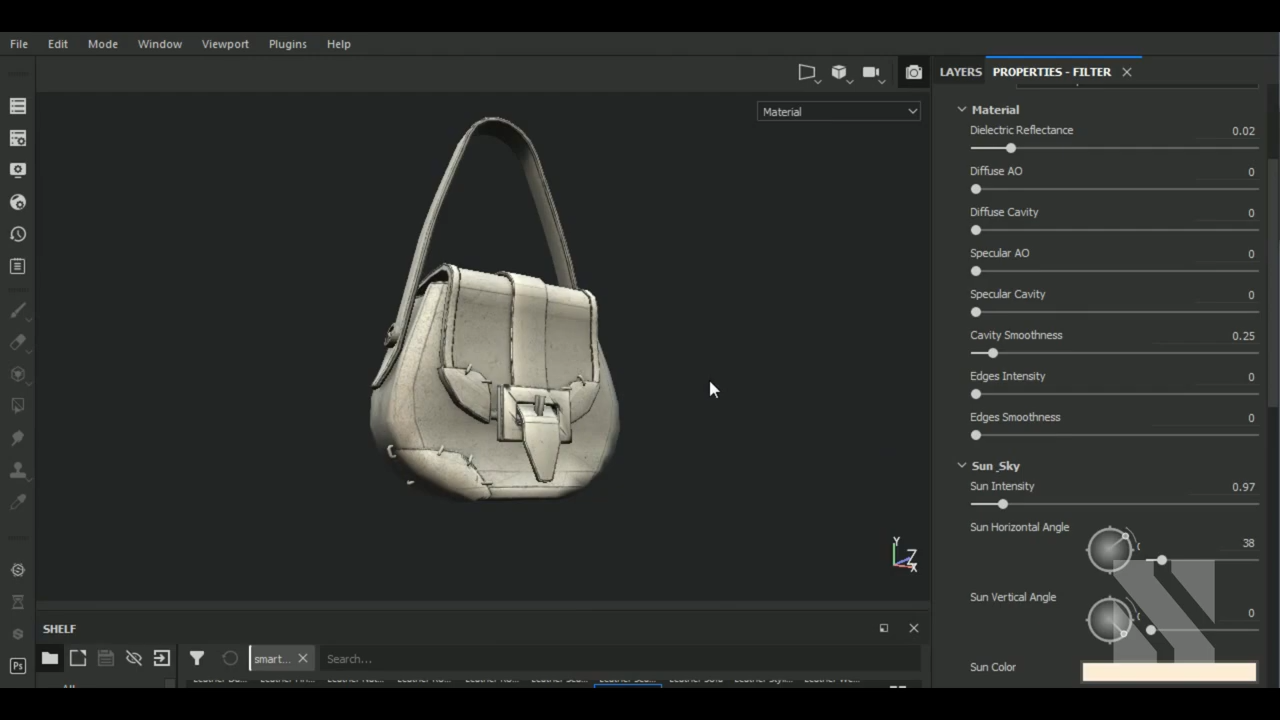 File Edit Mode Window Viewport Plugins Help
LAYERS PROPERTIES - FILTER
Material
Material
Dielectric Reflectance 0.02
Diffuse AO 0
Diffuse Cavity 0
Specular AO 0
Specular Cavity 0
Cavity Smoothness 0.25
Edges Intensity 0
Edges Smoothness 0
Sun_Sky
Sun Intensity 0.97
Sun Horizontal Angle 38
Sun Vertical Angle 0
Sun Color
Y
Z
X
SHELF
smart... Search...
Ps